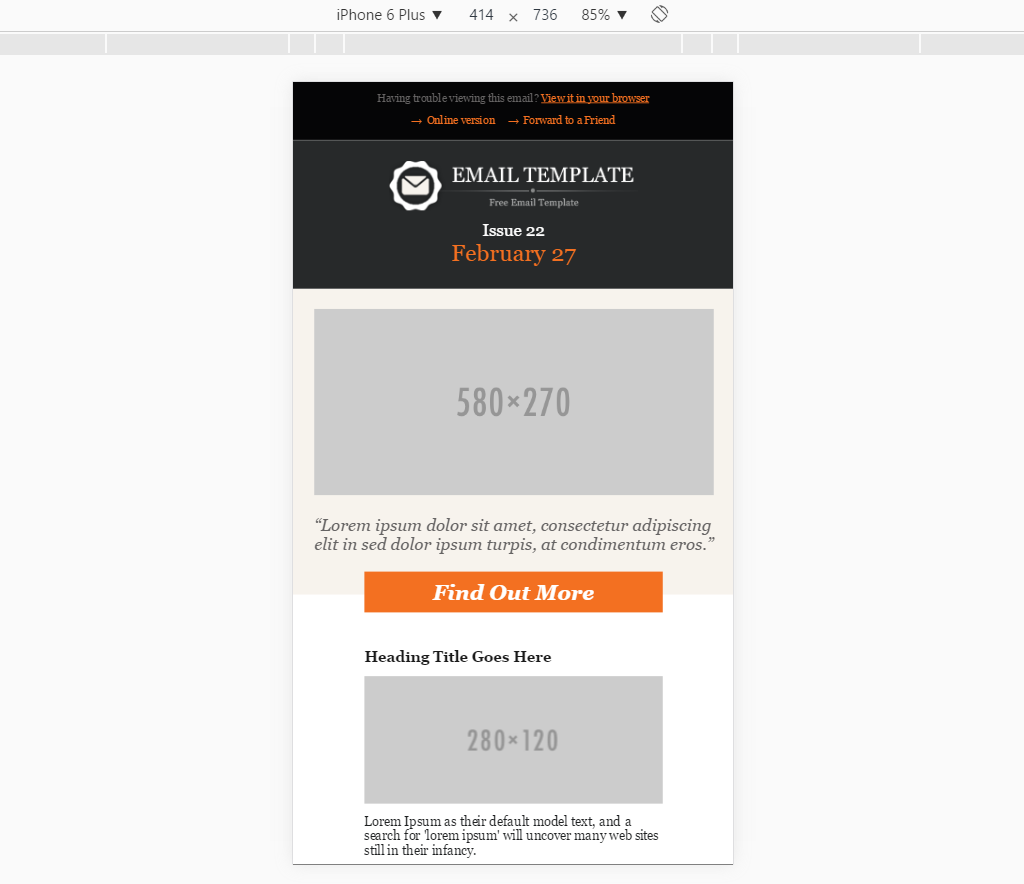 iPhone 6 Plus ▼ 414 × 736 85% ▼
Having trouble viewing this email? View it in your browser
→ Online version → Forward to a Friend
EMAIL TEMPLATE
Free Email Template
Issue 22
February 27
580×270
“Lorem ipsum dolor sit amet, consectetur adipiscing
elit in sed dolor ipsum turpis, at condimentum eros.”
Find Out More
Heading Title Goes Here
280×120
Lorem Ipsum as their default model text, and a
search for 'lorem ipsum' will uncover many web sites
still in their infancy.